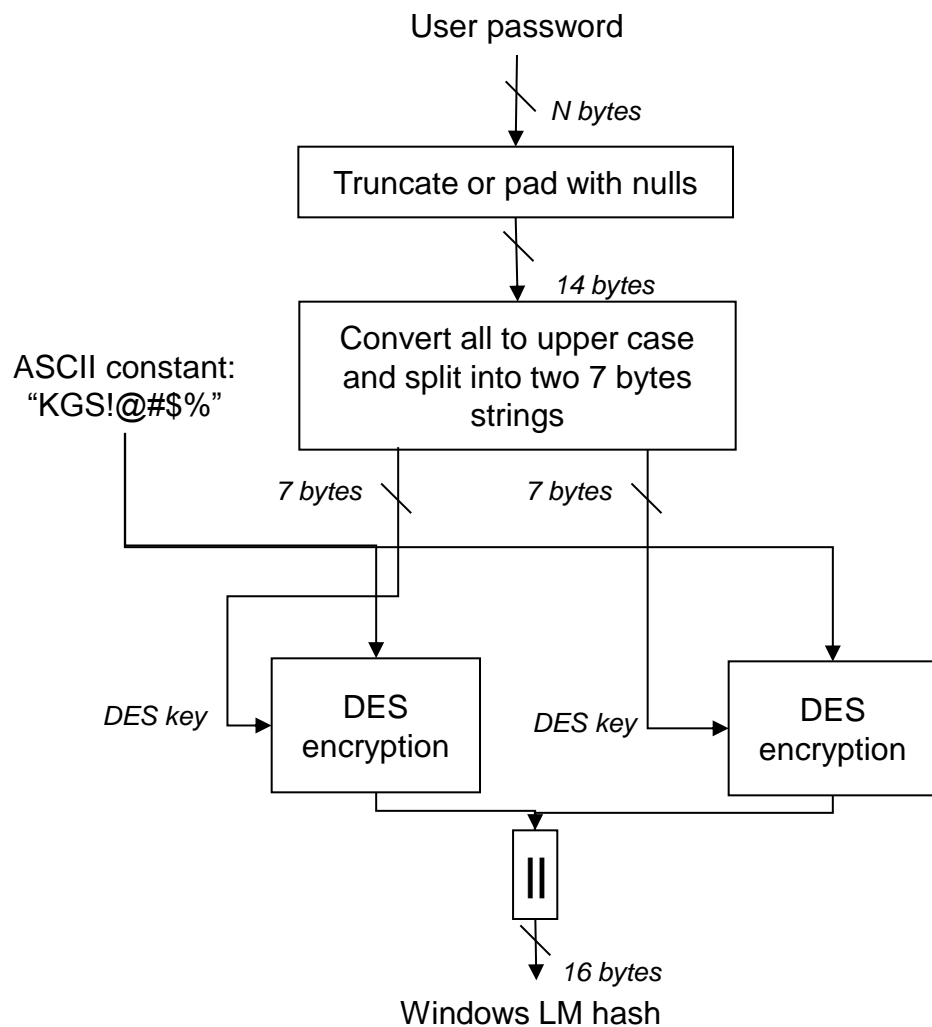 User password
N bytes
Truncate or pad with nulls
14 bytes
Convert all to upper case
and split into two 7 bytes
strings
ASCII constant:
“KGS!@#$%”
7 bytes
7 bytes
DES key
DES
encryption
DES key
DES
encryption
||
16 bytes
Windows LM hash